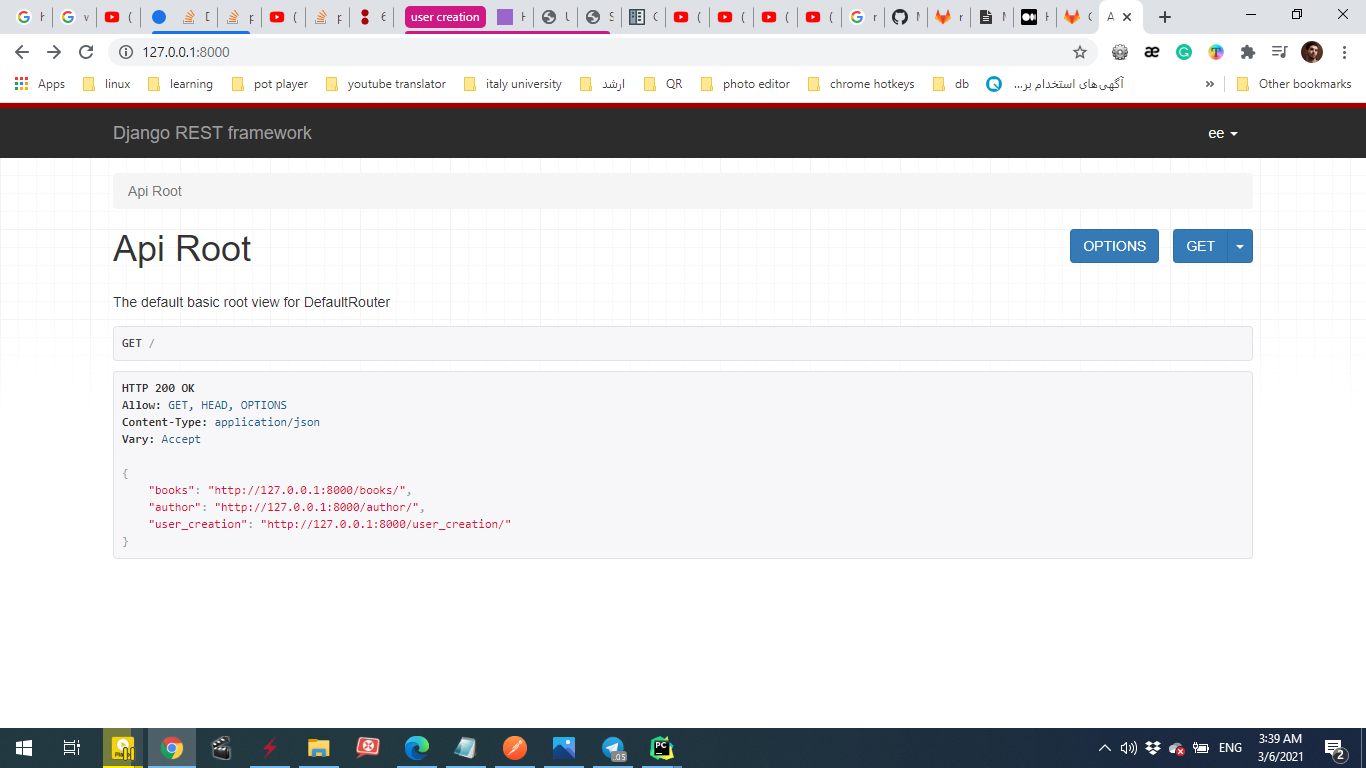 user creation
127.0.0.1:8000
Apps
linux
learning
pot player
youtube translator
italy university
ارشد
QR
photo editor
chrome hotkeys
db
آگهی‌های استخدام بر...
»
Other bookmarks
Django REST framework
ee
Api Root
Api Root
OPTIONS
GET
The default basic root view for DefaultRouter
GET /
HTTP 200 OK
Allow: GET, HEAD, OPTIONS
Content-Type: application/json
Vary: Accept
{
"books": "http://127.0.0.1:8000/books/",
"author": "http://127.0.0.1:8000/author/",
"user_creation": "http://127.0.0.1:8000/user_creation/"
}
ENG
3:39 AM
3/6/2021
2